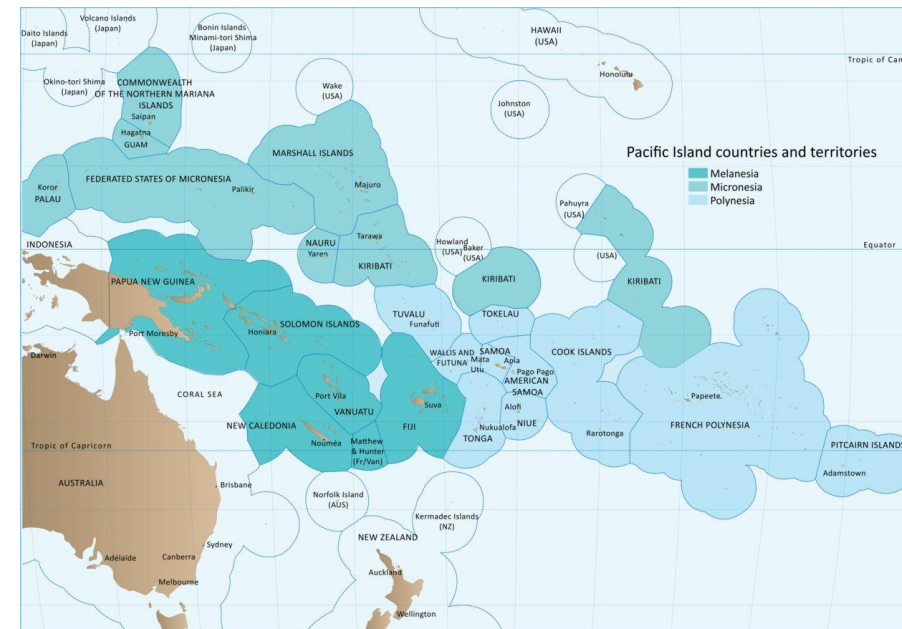 Volcano Islands
(Japan)
Daito Islands
(Japan)
Bonin Islands
Minami-tori Shima
(Japan)
HAWAII
(USA)
Tropic of Can
Okino-tori Shima
(Japan)
COMMONWEALTH
OF THE NORTHERN MARIANA
ISLANDS
Saipan
Wake
(USA)
Honolulu
Johnston
(USA)
Hagatna
GUAM
MARSHALL ISLANDS
Pacific Island countries and territories
Melanesia
Micronesia
Polynesia
FEDERATED STATES OF MICRONESIA
Palikir
Majuro
Koror
PALAU
Pahuyra
(USA)
INDONESIA
NAURU
Yaren
Tarawa
KIRIBATI
Howland
(USA)
Baker
(USA)
(USA)
Equator
PAPUA NEW GUINEA
KIRIBATI
KIRIBATI
Port Moresby
Honiara
SOLOMON ISLANDS
TUVALU
Funafuti
TOKELAU
Darwin
WALLIS AND
FUTUNA
Mata
Utu
SAMOA
Apia
Pago Pago
AMERICAN
SAMOA
COOK ISLANDS
CORAL SEA
Port Vila
VANUATU
Suva
FIJI
Alofi
NIUE
Papeete
NEW CALEDONIA
Nouméa
Matthew
& Hunter
(Fr/Van)
Nukualofa
TONGA
Rarotonga
FRENCH POLYNESIA
PITCAIRN ISLANDS
Adamstown
Tropic of Capricorn
AUSTRALIA
Brisbane
Norfolk Island
(AUS)
Kermadec Islands
(NZ)
Sydney
NEW ZEALAND
Adélaïde
Canberra
Melbourne
Auckland
Wellington